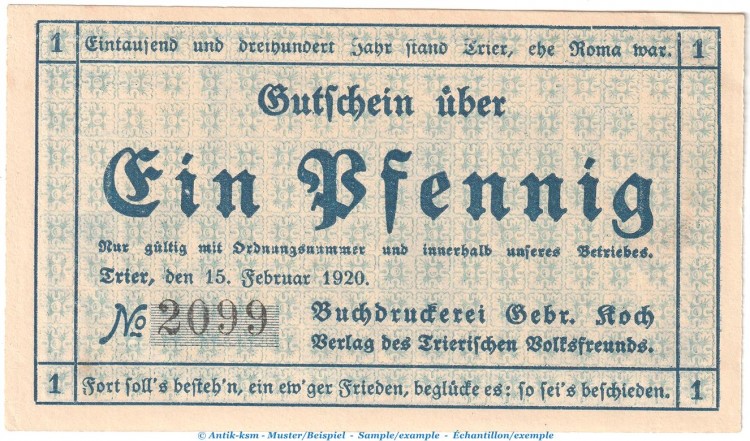 1 Eintausend und dreihundert Jahr stand Trier, ehe Roma war. 1
Gutschein über
Ein Pfennig
Nur gültig mit Ordnungsnummer und innerhalb unseres Betriebes.
Trier, den 15. Februar 1920.
No 2099
Buchdruckerei Gebr. Koch
Verlag des Trierischen Volksfreunds.
1 Fort soll's besteh'n, ein ew'ger Frieden, beglücke es: so sei's beschieden. 1
© Antik-ksm - Muster/Beispiel - Sample/example - Échantillon/exemple